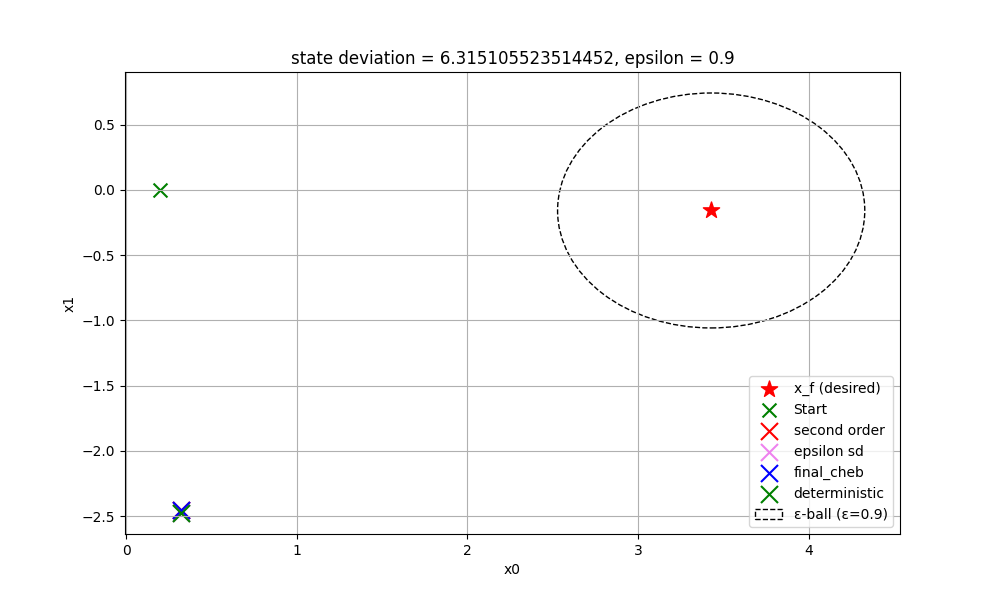 state deviation = 6.315105523514452, epsilon = 0.9
x1
0.5
0.0
−0.5
−1.0
−1.5
−2.0
−2.5
x_f (desired)
Start
second order
epsilon sd
final_cheb
deterministic
ε-ball (ε=0.9)
0
1
2
3
4
x0